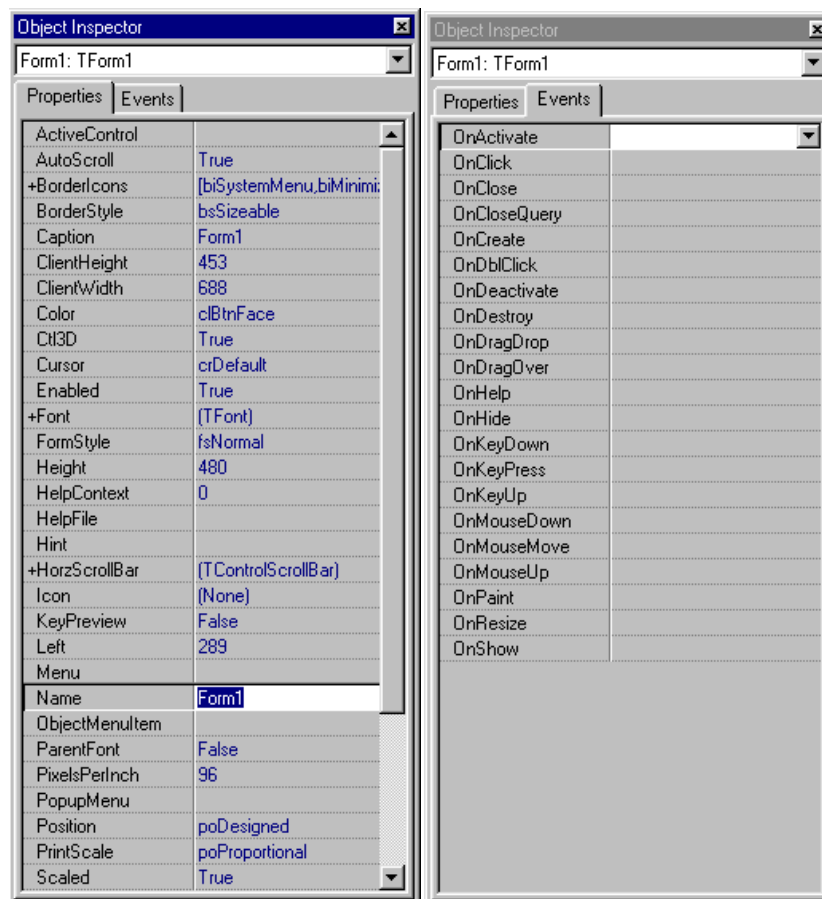 Object Inspector
Form1: TForm1
Properties Events
ActiveControl
AutoScroll True
+BorderIcons [biSystemMenu,biMinimi
BorderStyle bsSizeable
Caption Form1
ClientHeight 453
ClientWidth 688
Color clBtnFace
Ctl3D True
Cursor crDefault
Enabled True
+Font (TFont)
FormStyle fsNormal
Height 480
HelpContext 0
HelpFile
Hint
+HorzScrollBar (TControlScrollBar)
Icon (None)
KeyPreview False
Left 289
Menu
Name Form1
ObjectMenuItem
ParentFont False
PixelsPerInch 96
PopupMenu
Position poDesigned
PrintScale poProportional
Scaled True
Object Inspector
Form1: TForm1
Properties Events
OnActivate
OnClick
OnClose
OnCloseQuery
OnCreate
OnDblClick
OnDeactivate
OnDestroy
OnDragDrop
OnDragOver
OnHelp
OnHide
OnKeyDown
OnKeyPress
OnKeyUp
OnMouseDown
OnMouseMove
OnMouseUp
OnPaint
OnResize
OnShow